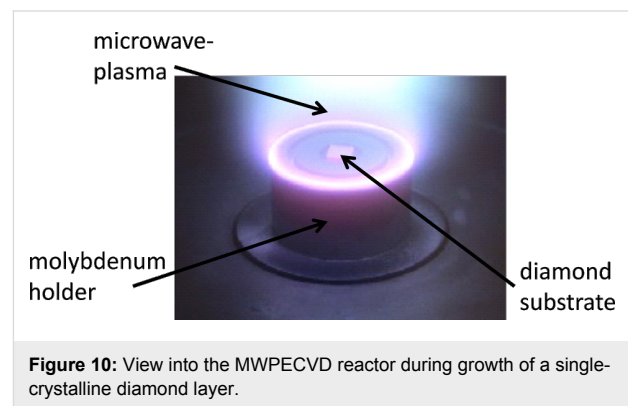 microwave-
plasma
molybdenum
holder
diamond
substrate
Figure 10: View into the MWPECVD reactor during growth of a single-
crystalline diamond layer.